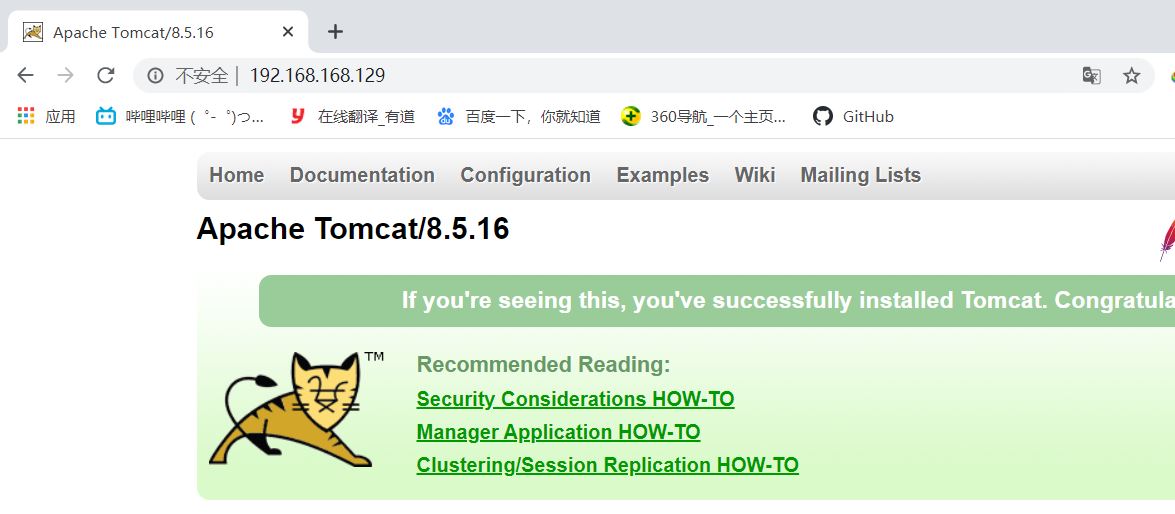 Apache Tomcat/8.5.16
不安全 | 192.168.168.129
应用 哔哩哔哩 ( ゜- ゜)つ... 在线翻译_有道 百度一下，你就知道 360导航_一个主页... GitHub
Home Documentation Configuration Examples Wiki Mailing Lists
Apache Tomcat/8.5.16
If you're seeing this, you've successfully installed Tomcat. Congratula
TM
Recommended Reading:
Security Considerations HOW-TO
Manager Application HOW-TO
Clustering/Session Replication HOW-TO